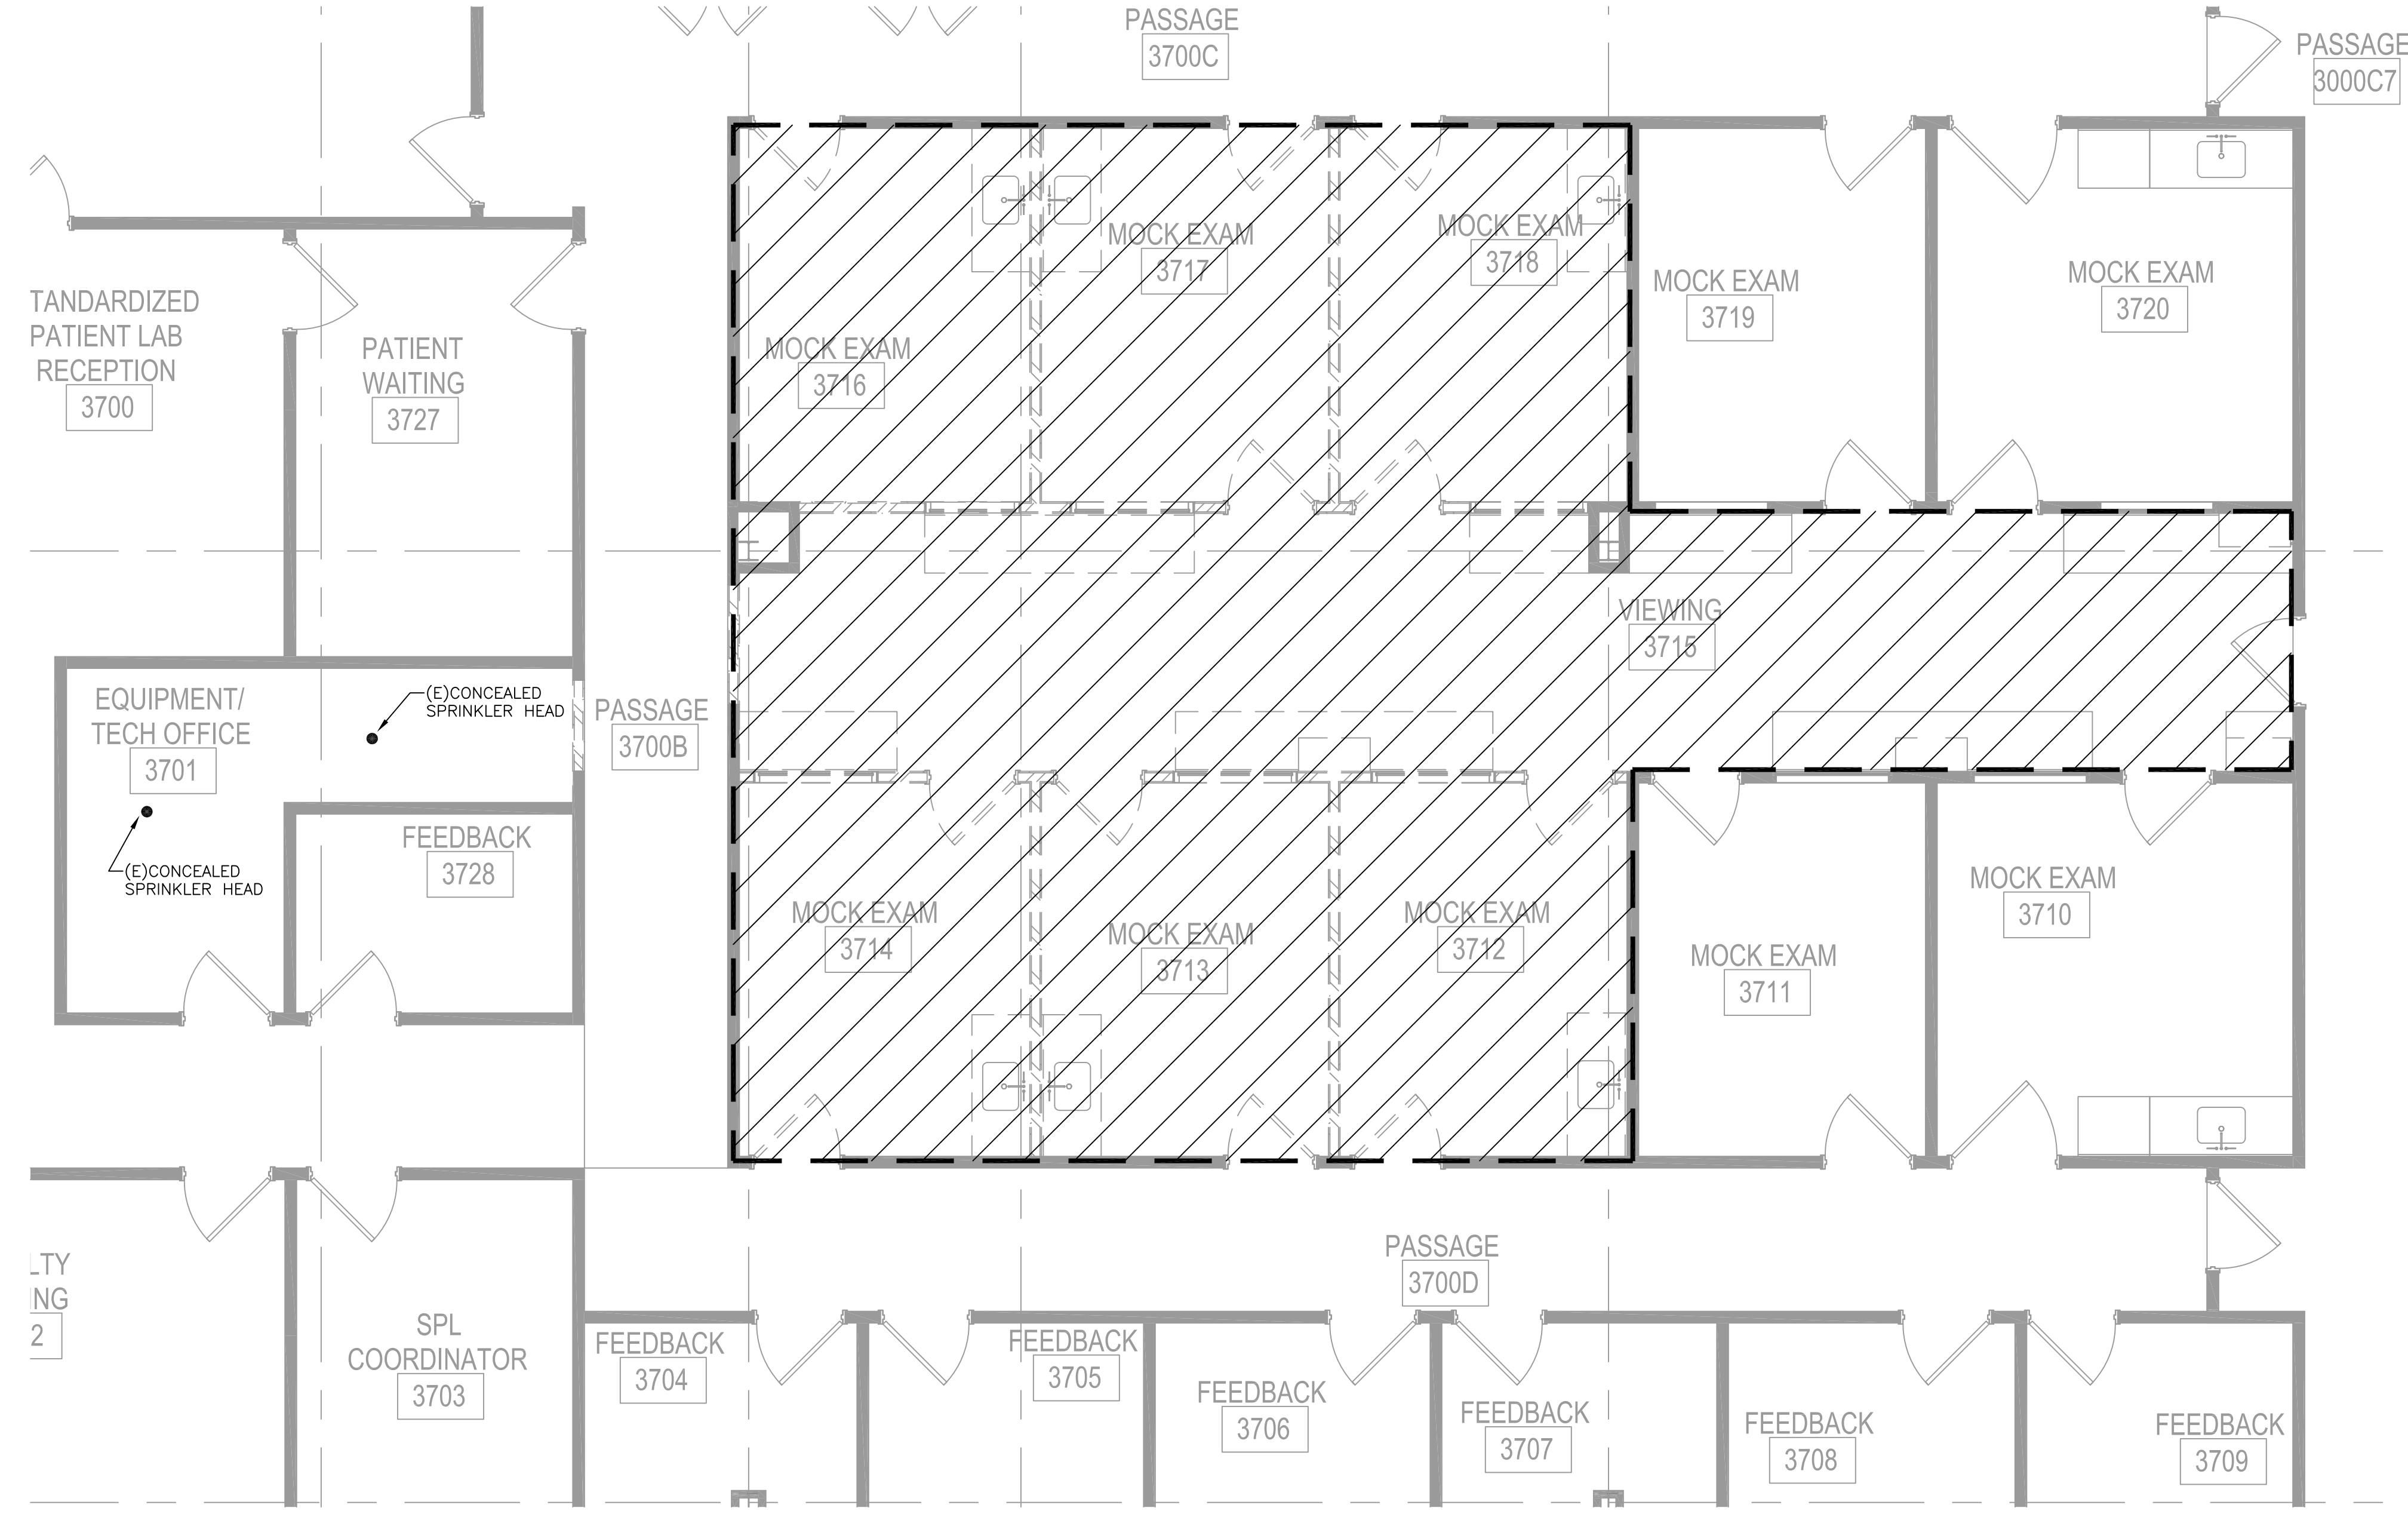 PASSAGE
3700C
PASSAGE
3000C7
MOCK EXAM
3717
MOCK EXAM
3718
MOCK EXAM
3719
MOCK EXAM
3720
TANDARDIZED
PATIENT LAB
RECEPTION
3700
PATIENT
WAITING
3727
MOCK EXAM
3716
VIEWING
3715
EQUIPMENT/
TECH OFFICE
3701
(E)CONCEALED
SPRINKLER HEAD
PASSAGE
3700B
(E)CONCEALED
SPRINKLER HEAD
FEEDBACK
3728
MOCK EXAM
3714
MOCK EXAM
3713
MOCK EXAM
3712
MOCK EXAM
3711
MOCK EXAM
3710
PASSAGE
3700D
LTY
ING
2
SPL
COORDINATOR
3703
FEEDBACK
3704
FEEDBACK
3705
FEEDBACK
3706
FEEDBACK
3707
FEEDBACK
3708
FEEDBACK
3709